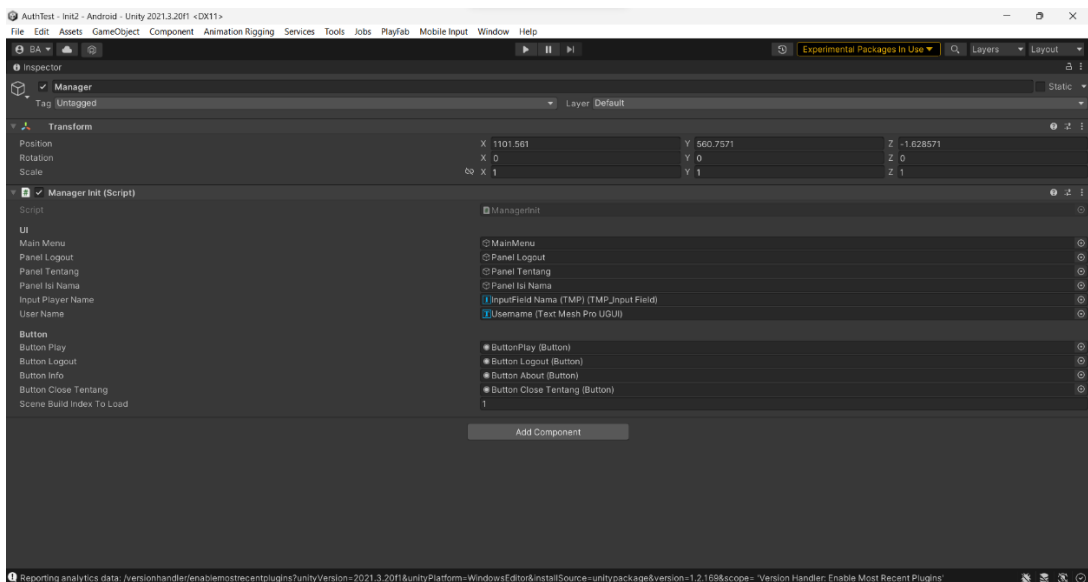 AuthTest - Init2 - Android - Unity 2021.3.20f1 <DX11>
File Edit Assets GameObject Component Animation Rigging Services Tools Jobs PlayFab Mobile Input Window Help
BA Experimental Packages In Use Layers Layout
Inspector
Manager Static
Tag Untagged Layer Default
Transform
Position X 1101.561 Y 560.7571 Z -1.628571
Rotation X 0 Y 0 Z 0
Scale X 1 Y 1 Z 1
# Manager Init (Script)
Script ManagerInit
UI
Main Menu MainMenu
Panel Logout Panel Logout
Panel Tentang Panel Tentang
Panel Isi Nama Panel Isi Nama
Input Player Name InputField Nama (TMP) (TMP_Input Field)
User Name Username (Text Mesh Pro UGUI)
Button
Button Play ButtonPlay (Button)
Button Logout Button Logout (Button)
Button Info Button About (Button)
Button Close Tentang Button Close Tentang (Button)
Scene Build Index To Load 1
Add Component
Reporting analytics data: /versionhandler/enablemostrecentplugins?unityVersion=2021.3.20f1&unityPlatform=WindowsEditor&installSource=unitypackage&version=1.2.169&scope= 'Version Handler: Enable Most Recent Plugins'